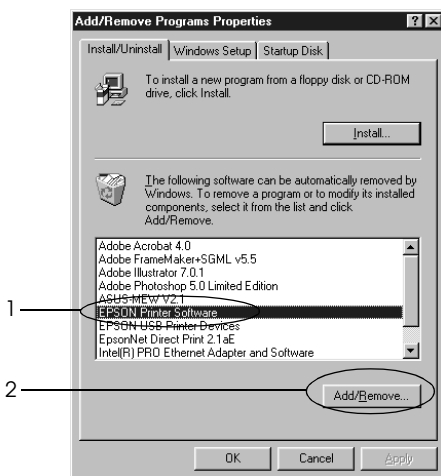 Add/Remove Programs Properties
Install/Uninstall Windows Setup Startup Disk
To install a new program from a floppy disk or CD-ROM
drive, click Install.
Install...
The following software can be automatically removed by
Windows. To remove a program or to modify its installed
components, select it from the list and click
Add/Remove.
Adobe Acrobat 4.0
Adobe FrameMaker+SGML v5.5
Adobe Illustrator 7.0.1
Adobe Photoshop 5.0 Limited Edition
ASUS-MEW V2.1
1
EPSON Printer Software
EPSON USB Printer Devices
EpsonNet Direct Print 2.1aE
Intel(R) PRO Ethernet Adapter and Software
2
Add/Remove...
OK Cancel Apply